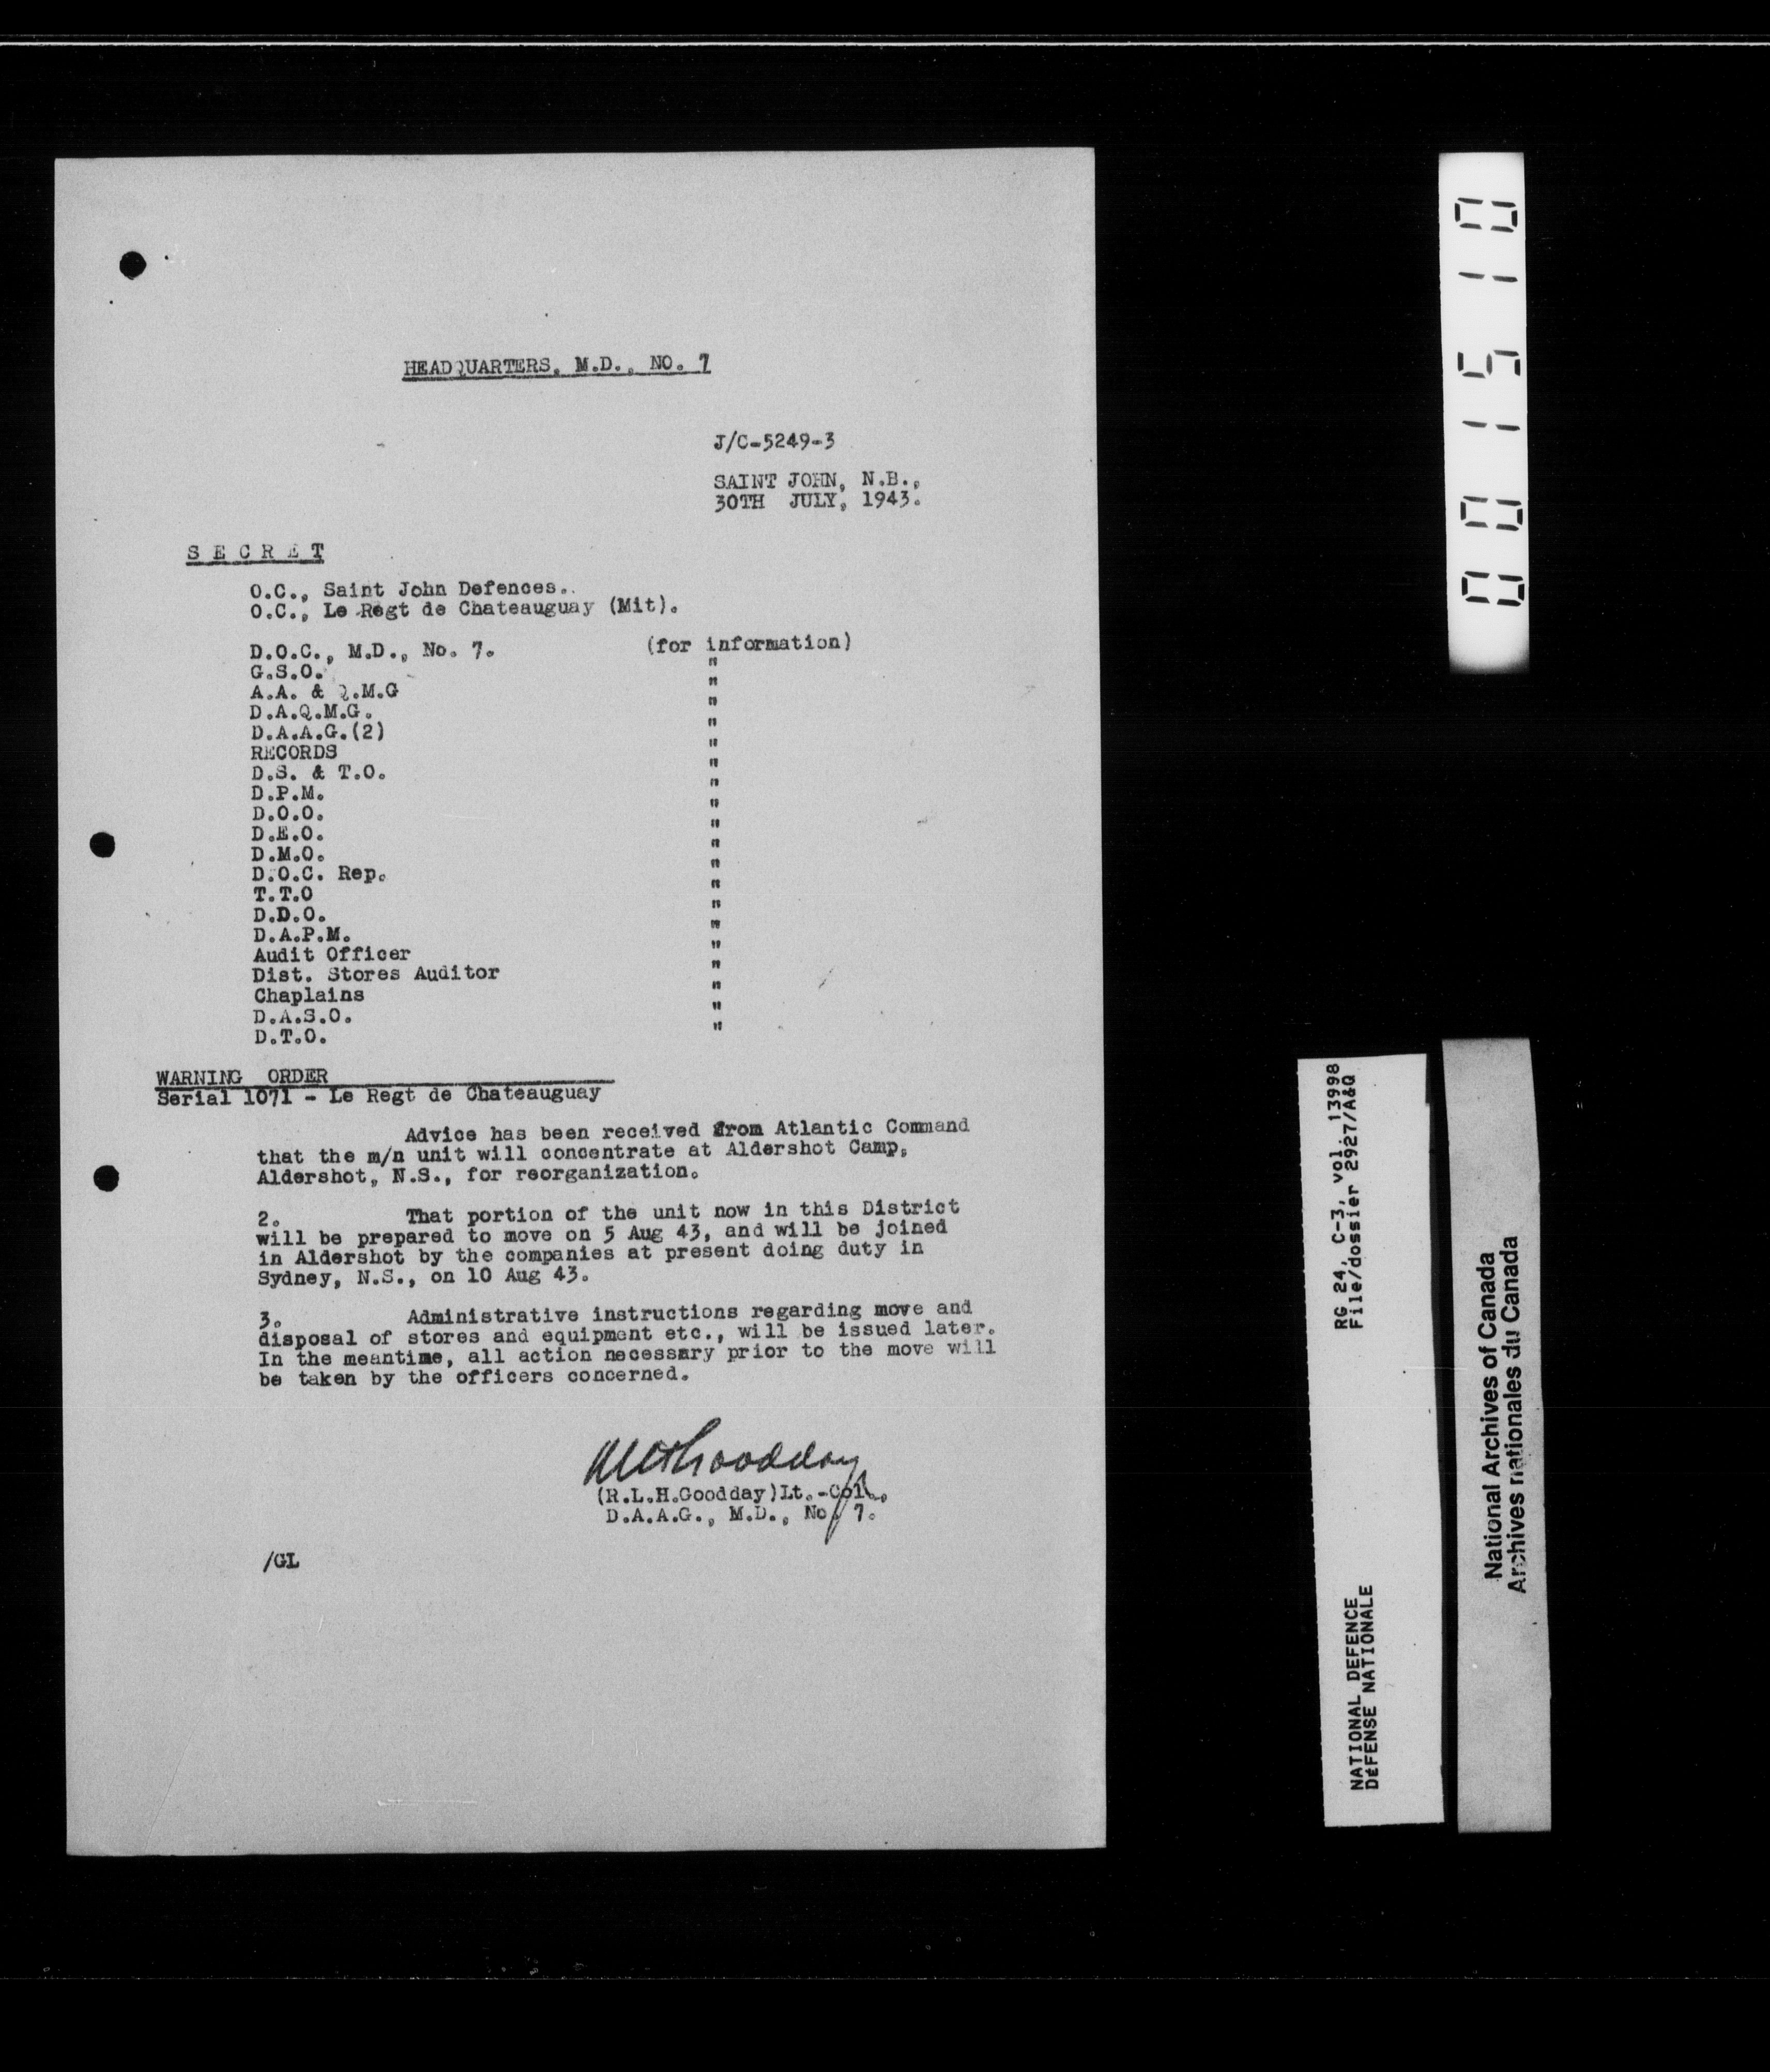 HEADQUARTERS, M.D., NO. 7
J/C-5249-3
SAINT JOHN, N.B.,
30TH JULY, 1943.
S E C R E T
O.C., Saint John Defences.
O.C., Le Regt de Chateauguay (Mit).
D.O.C., M.D., No. 7. (for information)
G.S.O. "
A.A. & Q.M.G "
D.A.Q.M.G. "
D.A.A.G.(2) "
RECORDS "
D.S. & T.O. "
D.P.M. "
D.O.O. "
D.E.O. "
D.M.O. "
D.O.C. Rep. "
T.T.O "
D.D.O. "
D.A.P.M. "
Audit Officer "
Dist. Stores Auditor "
Chaplains "
D.A.S.O. "
D.T.O. "
WARNING ORDER
Serial 1071 - Le Regt de Chateauguay
Advice has been received from Atlantic Command
that the m/n unit will concentrate at Aldershot Camp,
Aldershot, N.S., for reorganization.
2. That portion of the unit now in this District
will be prepared to move on 5 Aug 43, and will be joined
in Aldershot by the companies at present doing duty in
Sydney, N.S., on 10 Aug 43.
3. Administrative instructions regarding move and
disposal of stores and equipment etc., will be issued later.
In the meantime, all action necessary prior to the move will
be taken by the officers concerned.
RLHGoodday
(R.L.H.Goodday)Lt.-Col.,
D.A.A.G., M.D., No. 7.
/GL
001510
RG 24, C-3, vol. 13998
File/dossier 2927/A&Q
NATIONAL DEFENCE
DÉFENSE NATIONALE
National Archives of Canada
Archives nationales du Canada